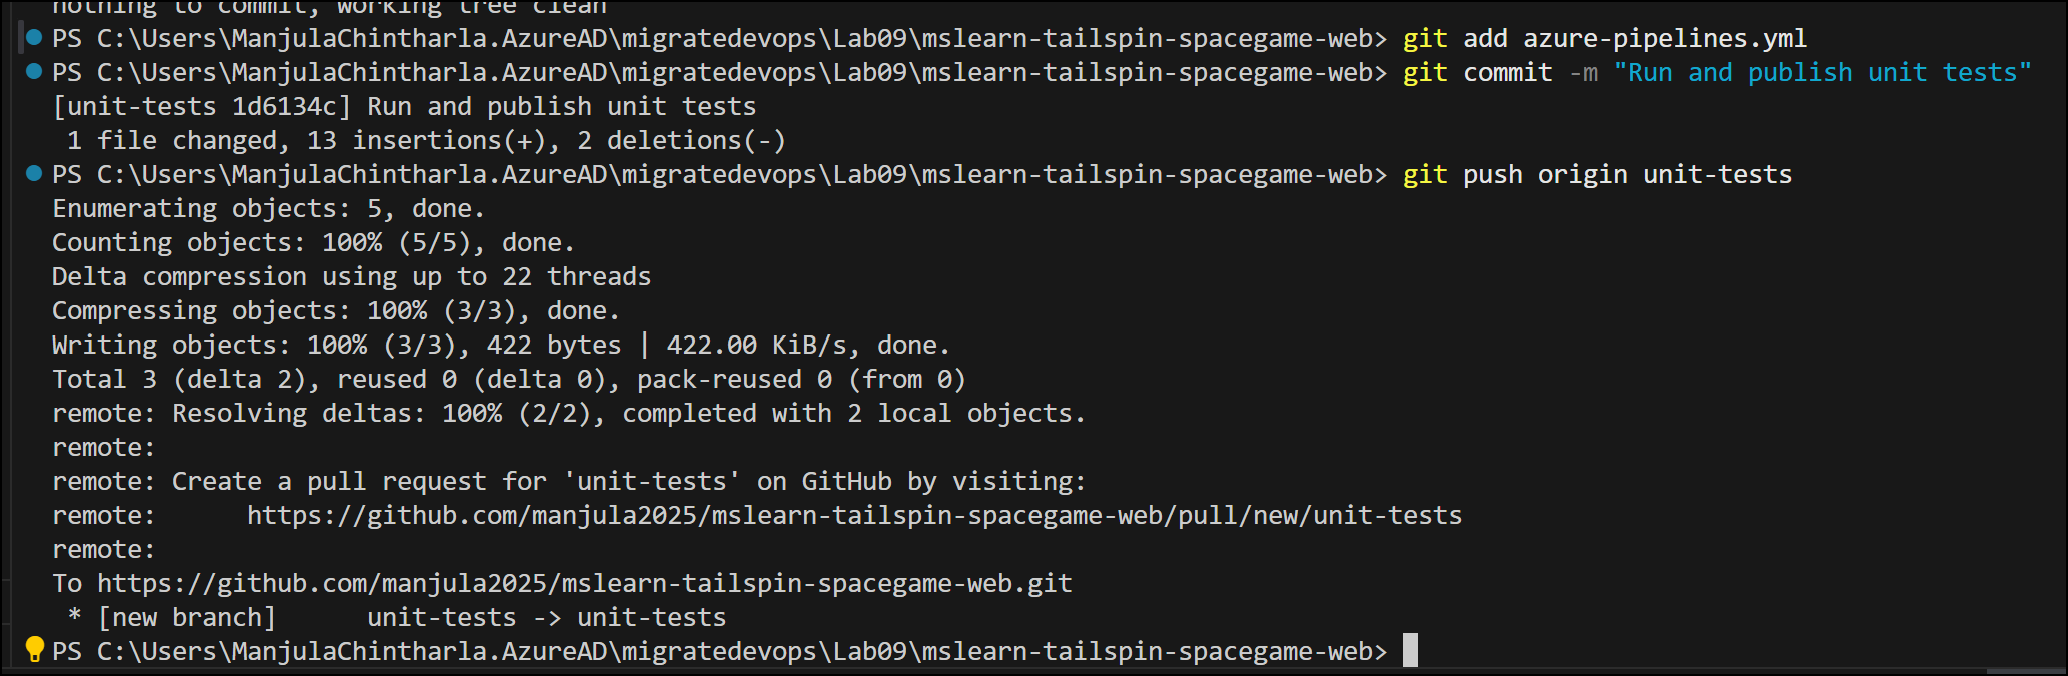 nothing to commit, working tree clean
PS C:\Users\ManjulaChintharla.AzureAD\migratedevops\Lab09\mslearn-tailspin-spacegame-web> git add azure-pipelines.yml
PS C:\Users\ManjulaChintharla.AzureAD\migratedevops\Lab09\mslearn-tailspin-spacegame-web> git commit -m "Run and publish unit tests"
[unit-tests 1d6134c] Run and publish unit tests
 1 file changed, 13 insertions(+), 2 deletions(-)
PS C:\Users\ManjulaChintharla.AzureAD\migratedevops\Lab09\mslearn-tailspin-spacegame-web> git push origin unit-tests
Enumerating objects: 5, done.
Counting objects: 100% (5/5), done.
Delta compression using up to 22 threads
Compressing objects: 100% (3/3), done.
Writing objects: 100% (3/3), 422 bytes | 422.00 KiB/s, done.
Total 3 (delta 2), reused 0 (delta 0), pack-reused 0 (from 0)
remote: Resolving deltas: 100% (2/2), completed with 2 local objects.
remote:
remote: Create a pull request for 'unit-tests' on GitHub by visiting:
remote:      https://github.com/manjula2025/mslearn-tailspin-spacegame-web/pull/new/unit-tests
remote:
To https://github.com/manjula2025/mslearn-tailspin-spacegame-web.git
 * [new branch]      unit-tests -> unit-tests
PS C:\Users\ManjulaChintharla.AzureAD\migratedevops\Lab09\mslearn-tailspin-spacegame-web>